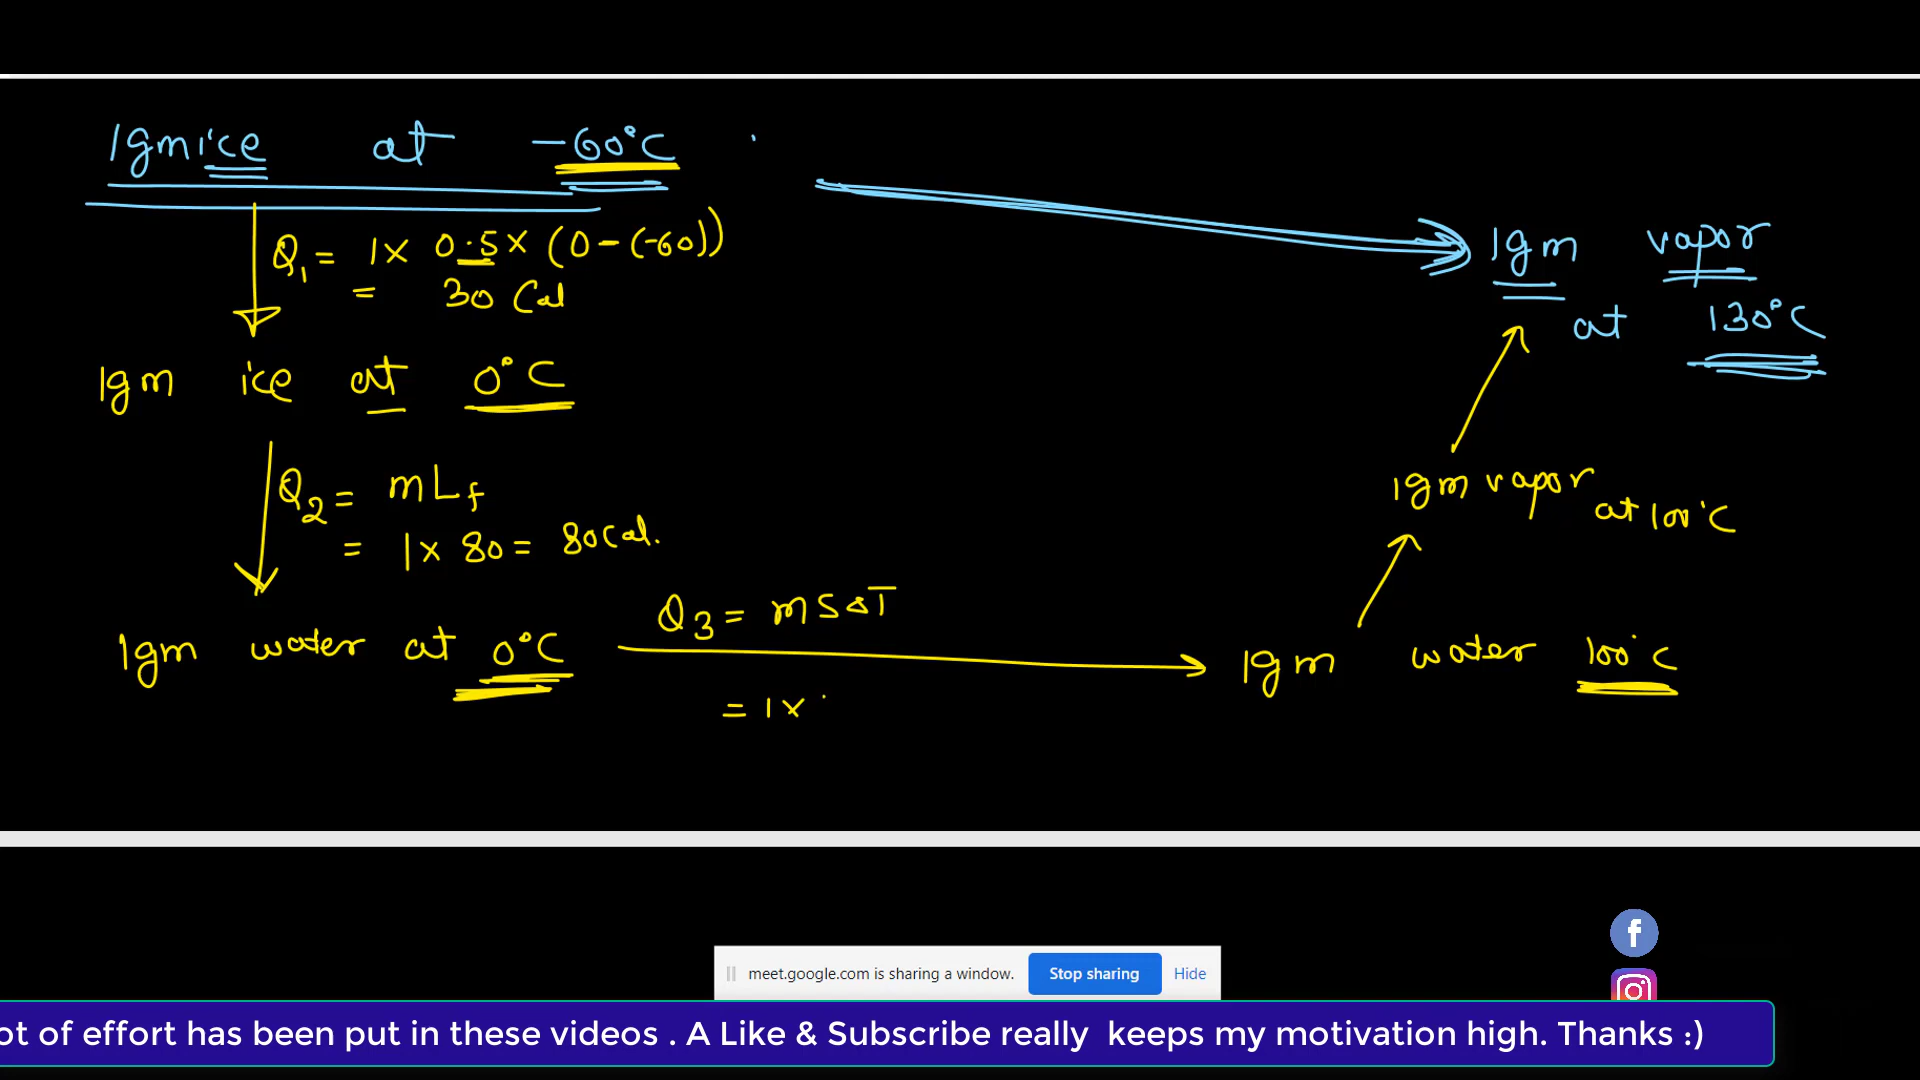 1gm ice at -60°C
Q₁ = 1 × 0.5 × (0 - (-60))
= 30 Cal
1gm vapor
at 130°C
1gm ice at 0°C
Q₂ = mLf
= 1 × 80 = 80 Cal.
1gm vapor at 100°C
Q₃ = mSΔT
1gm water at 0°C
1gm water 100°C
= 1 ×
meet.google.com is sharing a window. Stop sharing Hide
ot of effort has been put in these videos . A Like & Subscribe really keeps my motivation high. Thanks :)